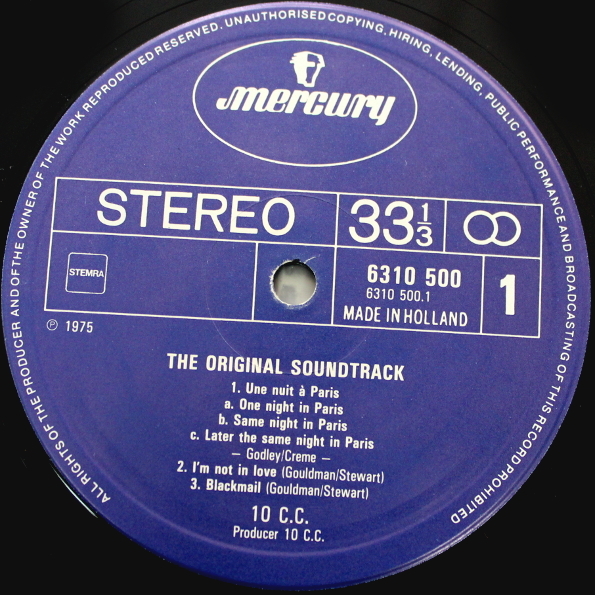 ALL RIGHTS OF THE PRODUCER AND OF THE OWNER OF THE WORK REPRODUCED RESERVED. UNAUTHORISED COPYING, HIRING, LENDING, PUBLIC PERFORMANCE AND BROADCASTING OF THIS RECORD PROHIBITED
mercury
STEREO 33 1/3
STEMRA
6310 500
6310 500.1
MADE IN HOLLAND
1
℗ 1975
THE ORIGINAL SOUNDTRACK
1. Une nuit à Paris
a. One night in Paris
b. Same night in Paris
c. Later the same night in Paris
– Godley/Creme –
2. I'm not in love (Gouldman/Stewart)
3. Blackmail (Gouldman/Stewart)
10 C.C.
Producer 10 C.C.